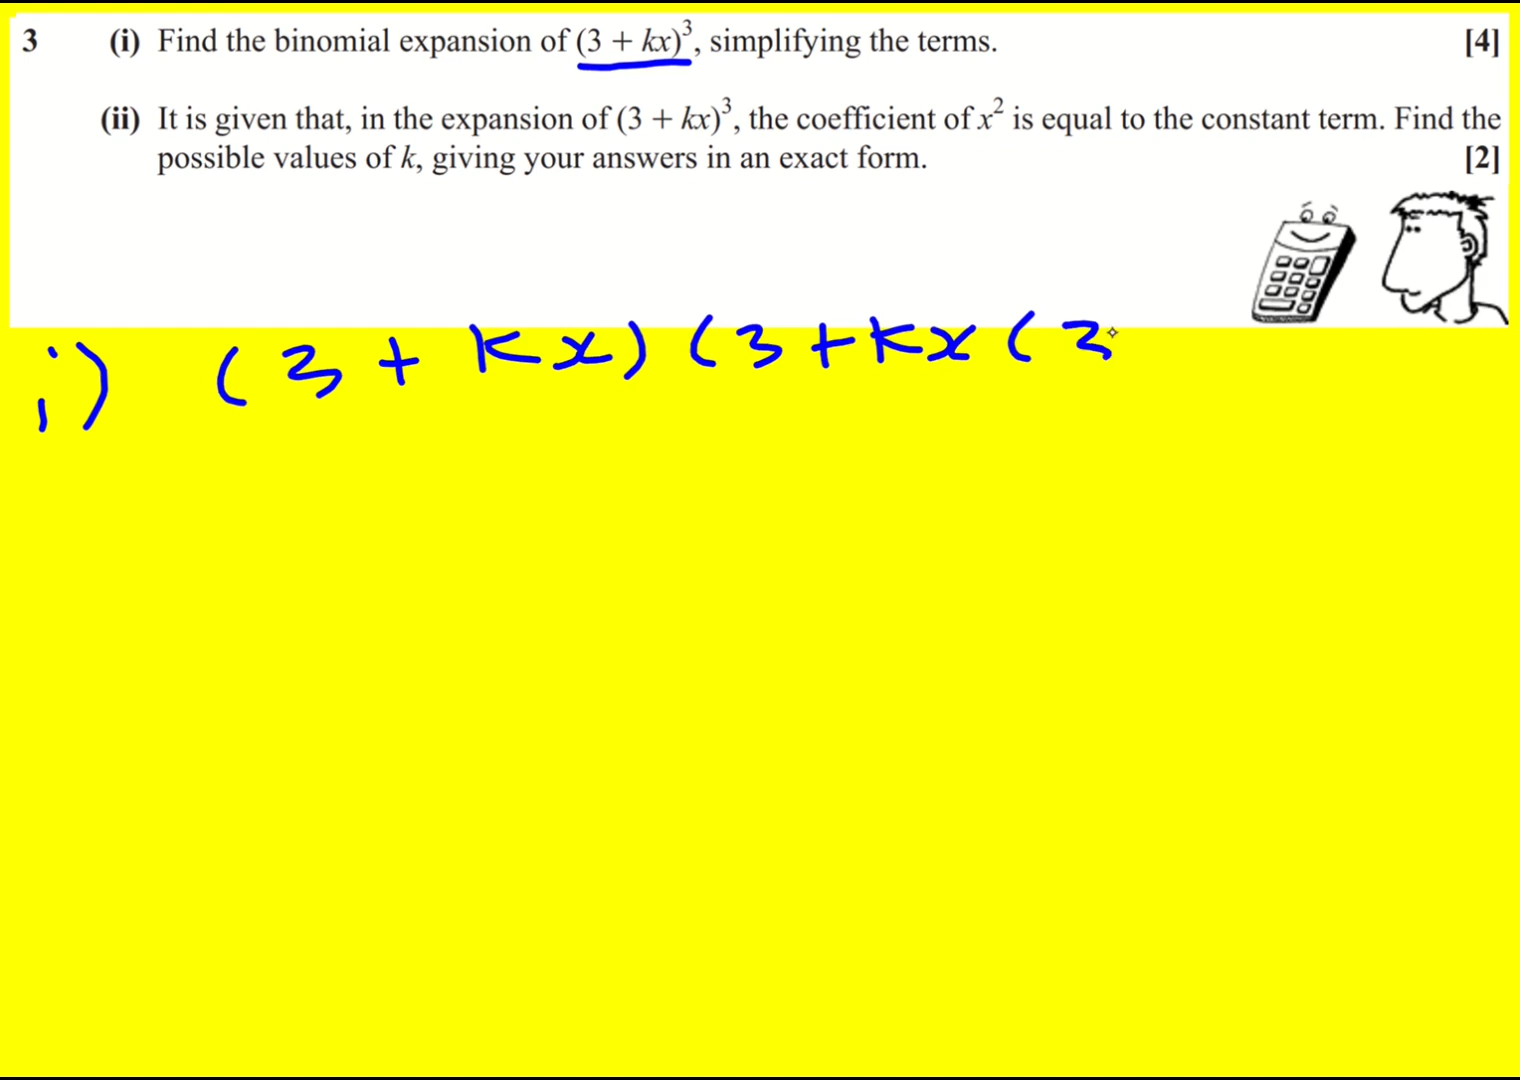 3 (i) Find the binomial expansion of (3 + kx)³, simplifying the terms. [4]
(ii) It is given that, in the expansion of (3 + kx)³, the coefficient of x² is equal to the constant term. Find the
possible values of k, giving your answers in an exact form. [2]
i) (3 + kx) (3 + kx ( 3